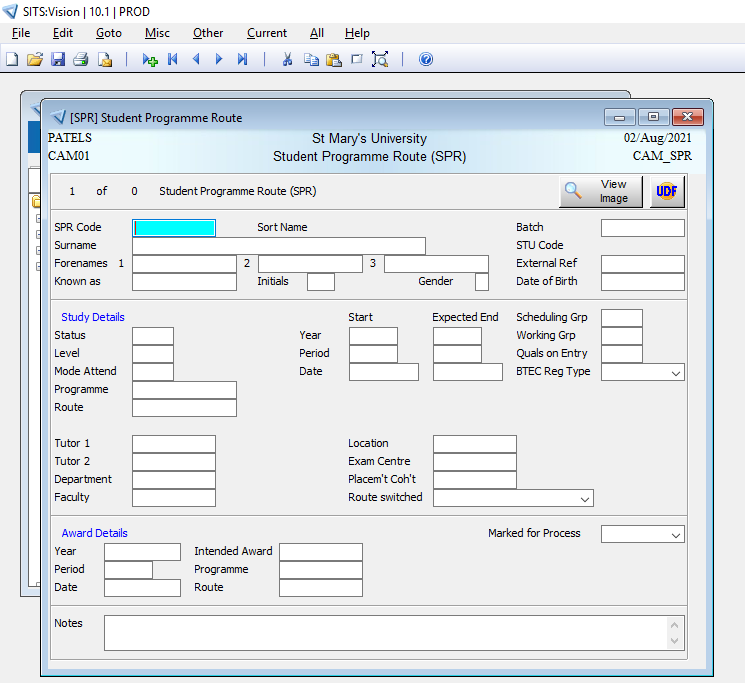 SITS:Vision | 10.1 | PROD
File Edit Goto Misc Other Current All Help
[SPR] Student Programme Route
PATELS St Mary's University 02/Aug/2021
CAM01 Student Programme Route (SPR) CAM_SPR
1 of 0 Student Programme Route (SPR) View Image UDF
SPR Code Sort Name Batch
Surname STU Code
Forenames 1 2 3 External Ref
Known as Initials Gender Date of Birth
Study Details Start Expected End Scheduling Grp
Status Year Working Grp
Level Period Quals on Entry
Mode Attend Date BTEC Reg Type
Programme
Route
Tutor 1 Location
Tutor 2 Exam Centre
Department Placem't Coh't
Faculty Route switched
Award Details Marked for Process
Year Intended Award
Period Programme
Date Route
Notes